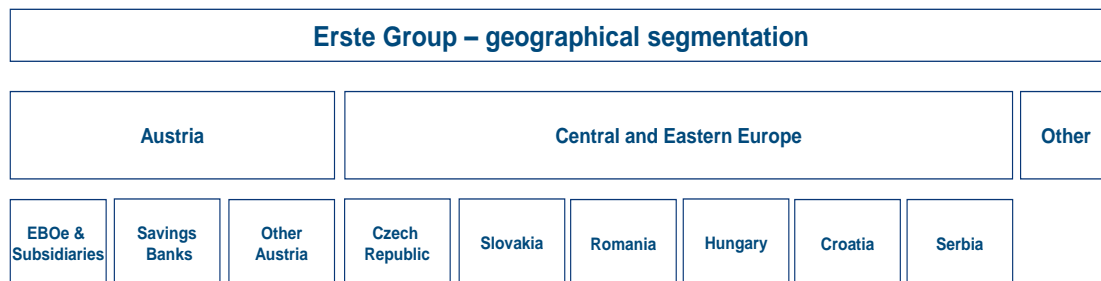 Erste Group – geographical segmentation
Austria
Central and Eastern Europe
Other
EBOe &
Subsidiaries
Savings
Banks
Other
Austria
Czech
Republic
Slovakia
Romania
Hungary
Croatia
Serbia